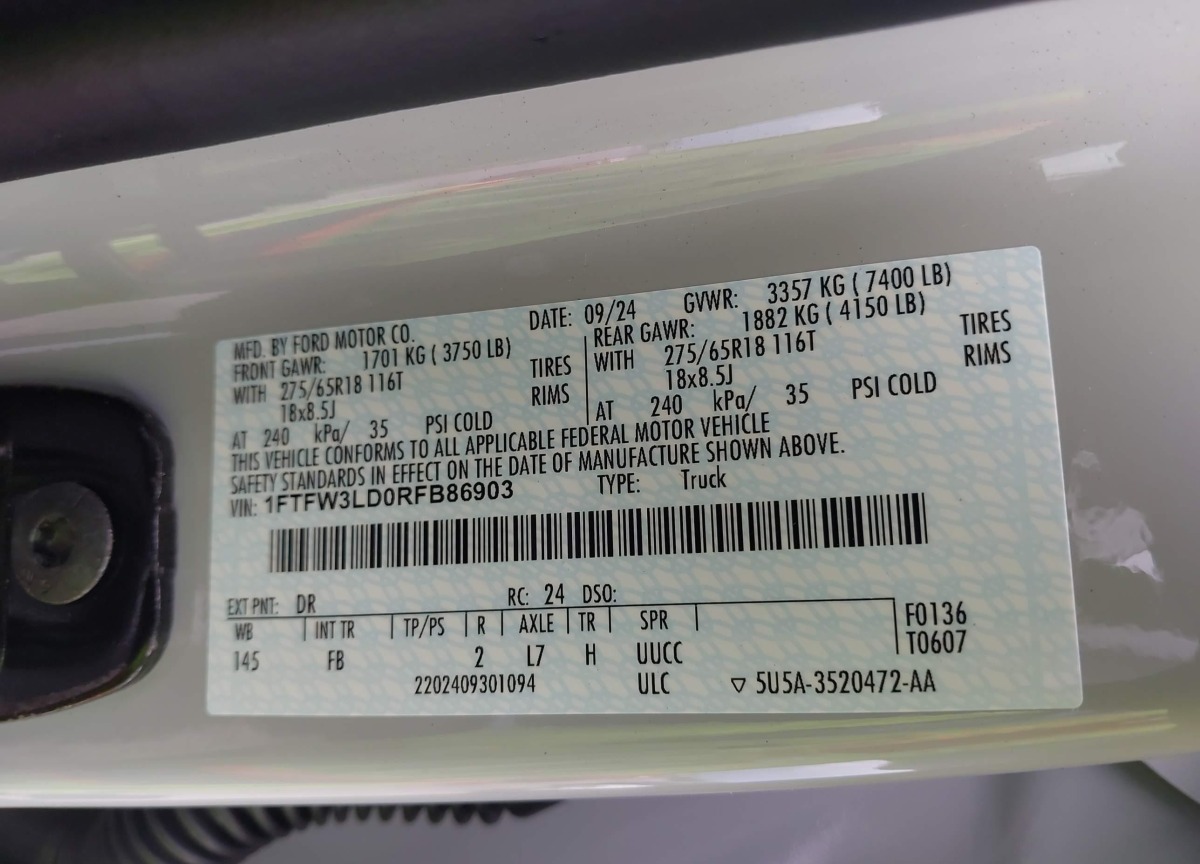 MFD. BY FORD MOTOR CO. DATE: 09/24 GVWR: 3357 KG ( 7400 LB)
FRONT GAWR: 1701 KG ( 3750 LB) REAR GAWR: 1882 KG ( 4150 LB)
WITH 275/65R18 116T TIRES WITH 275/65R18 116T TIRES
18x8.5J RIMS 18x8.5J RIMS
AT 240 kPa/ 35 PSI COLD AT 240 kPa/ 35 PSI COLD
THIS VEHICLE CONFORMS TO ALL APPLICABLE FEDERAL MOTOR VEHICLE
SAFETY STANDARDS IN EFFECT ON THE DATE OF MANUFACTURE SHOWN ABOVE.
VIN: 1FTFW3LD0RFB86903 TYPE: Truck
EXT PNT: DR RC: 24 DSO:
WB INT TR TP/PS R AXLE TR SPR F0136
145 FB 2 L7 H UUCC T0607
2202409301094 ULC ▽ 5U5A-3520472-AA